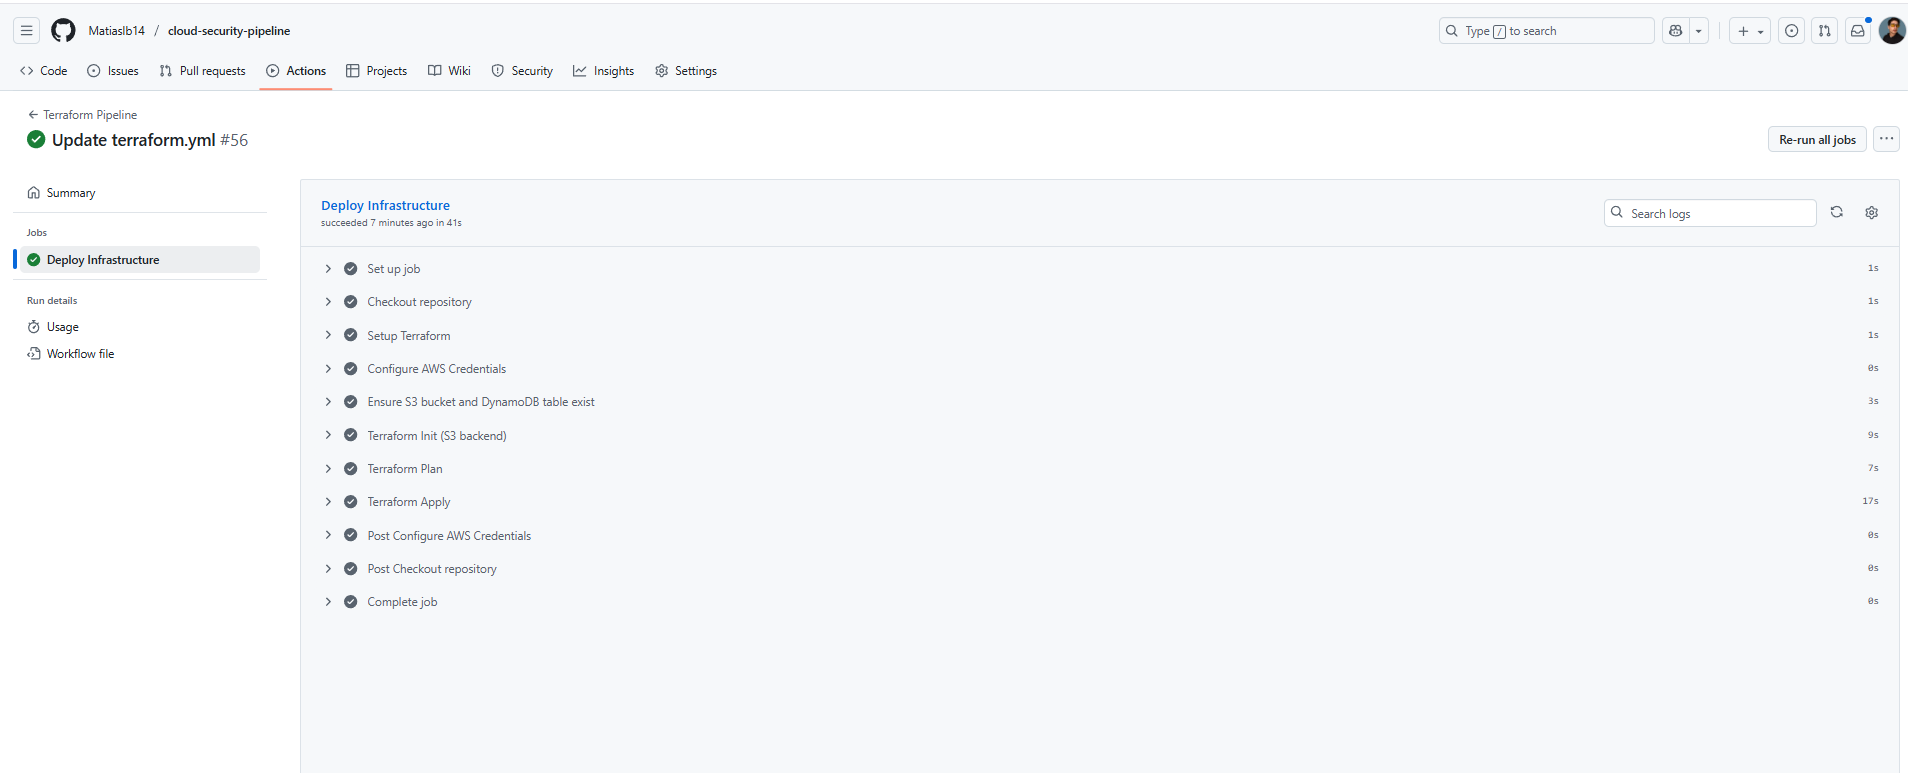 Matiaslb14 / cloud-security-pipeline
Type / to search
Code Issues Pull requests Actions Projects Wiki Security Insights Settings
Terraform Pipeline
Update terraform.yml #56
Re-run all jobs
Summary
Jobs
Deploy Infrastructure
Run details
Usage
Workflow file
Deploy Infrastructure
succeeded 7 minutes ago in 41s
Search logs
Set up job 1s
Checkout repository 1s
Setup Terraform 1s
Configure AWS Credentials 0s
Ensure S3 bucket and DynamoDB table exist 3s
Terraform Init (S3 backend) 9s
Terraform Plan 7s
Terraform Apply 17s
Post Configure AWS Credentials 0s
Post Checkout repository 0s
Complete job 0s